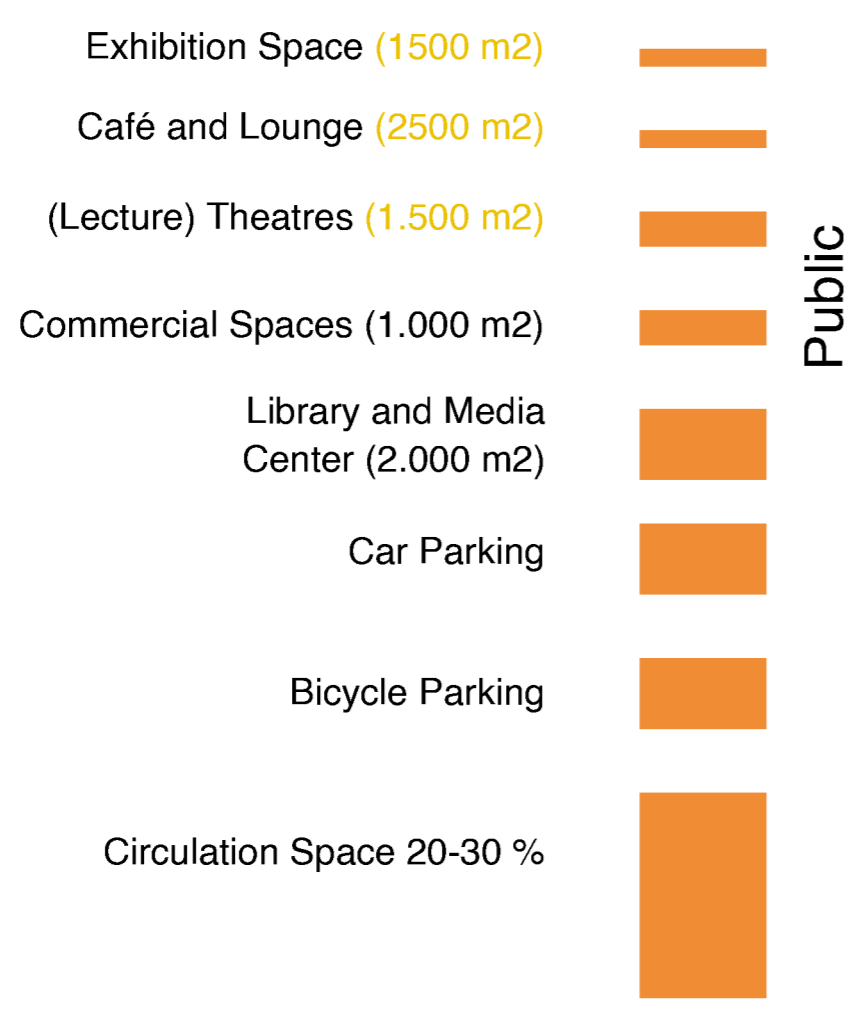 Exhibition Space (1500 m2)
Café and Lounge (2500 m2)
(Lecture) Theatres (1.500 m2)
Commercial Spaces (1.000 m2)
Library and Media
Center (2.000 m2)
Car Parking
Bicycle Parking
Circulation Space 20-30 %
Public